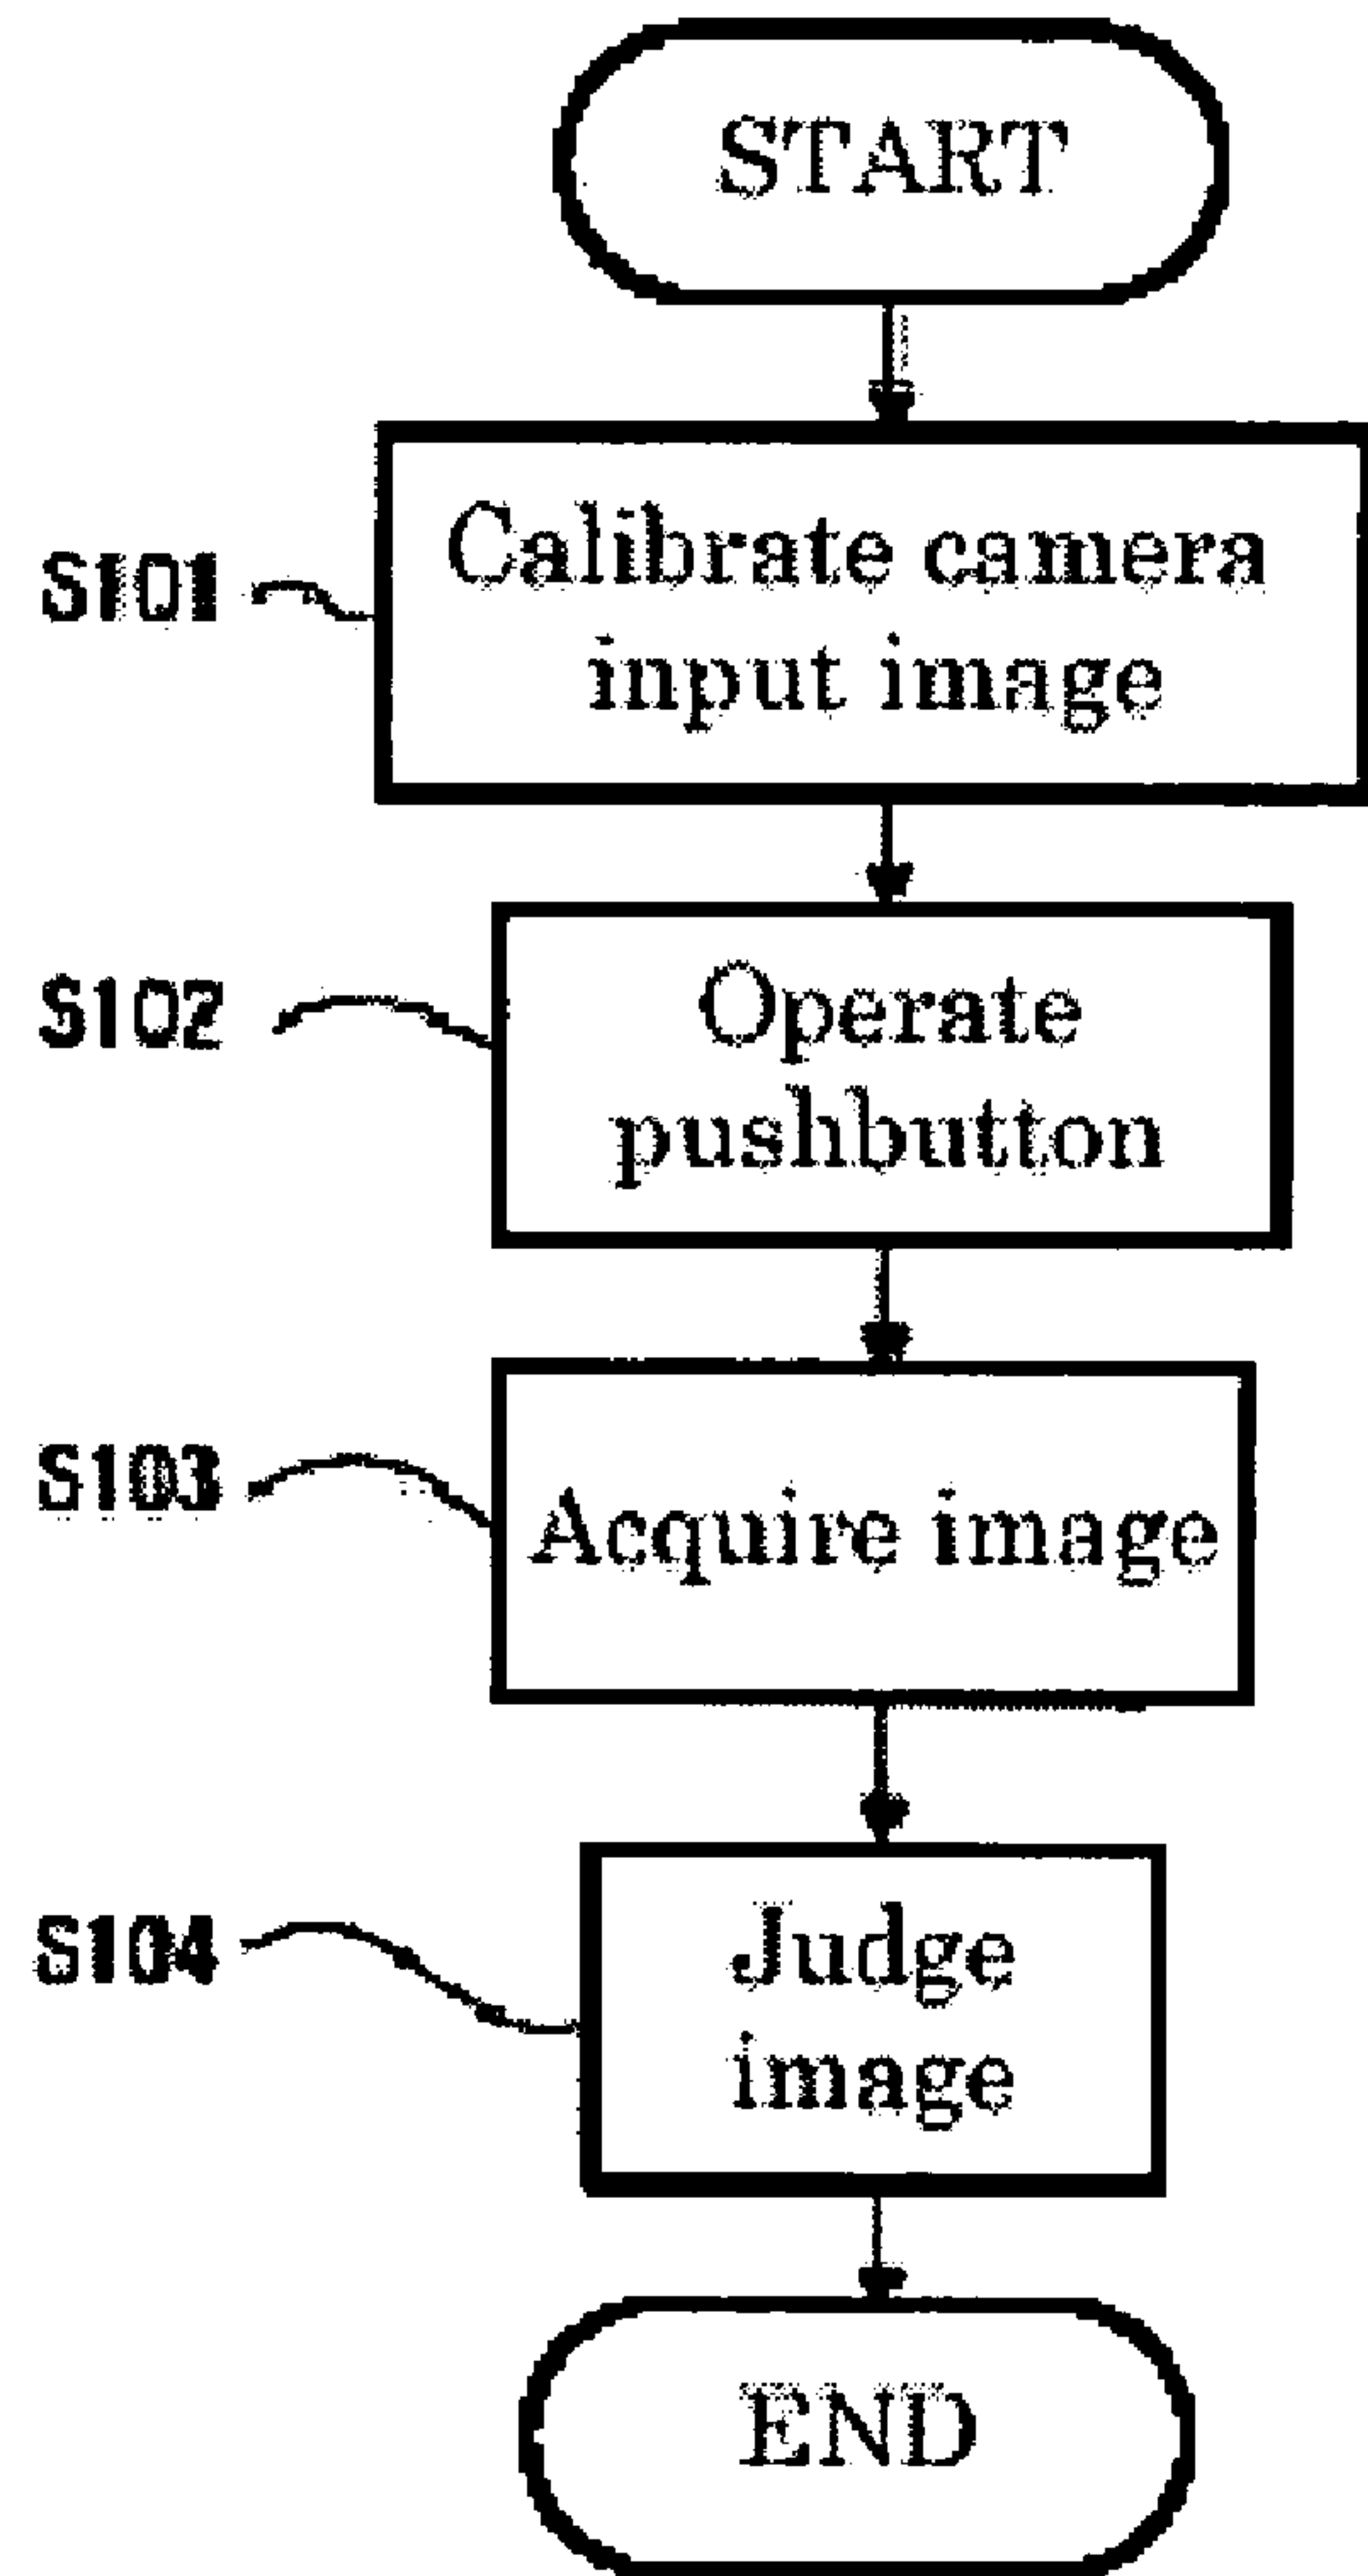 START
S101
Calibrate camera
input image
S102
Operate
pushbutton
S103
Acquire image
S104
Judge
image
END